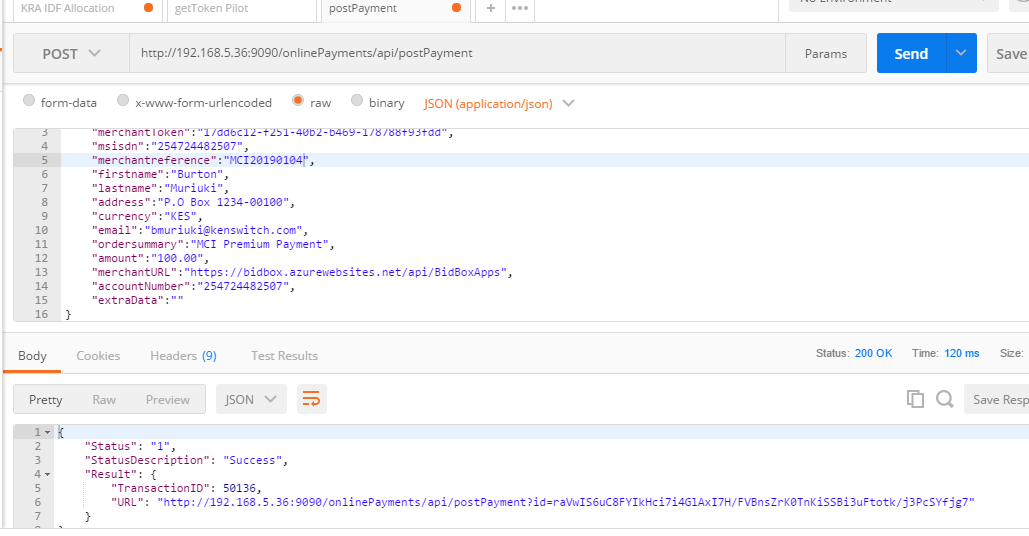 KRA IDF Allocation
getToken Pilot
postPayment
+
•••
No Environment
POST
http://192.168.5.36:9090/onlinePayments/api/postPayment
Params
Send
Save
form-data
x-www-form-urlencoded
raw
binary
JSON (application/json)
3 "merchantToken":"17dd6c12-f251-40b2-b469-178788f93fdd",
4 "msisdn":"254724482507",
5 "merchantreference":"MCI20190104",
6 "firstname":"Burton",
7 "lastname":"Muriuki",
8 "address":"P.O Box 1234-00100",
9 "currency":"KES",
10 "email":"bmuriuki@kenswitch.com",
11 "ordersummary":"MCI Premium Payment",
12 "amount":"100.00",
13 "merchantURL":"https://bidbox.azurewebsites.net/api/BidBoxApps",
14 "accountNumber":"254724482507",
15 "extraData":""
16 }
Body
Cookies
Headers (9)
Test Results
Status: 200 OK
Time: 120 ms
Size:
Pretty
Raw
Preview
JSON
Save Resp
1 {
2 "Status": "1",
3 "StatusDescription": "Success",
4 "Result": {
5 "TransactionID": 50136,
6 "URL": "http://192.168.5.36:9090/onlinePayments/api/postPayment?id=raVwIS6uC8FYIkHci7i4GlAxI7H/FVBnsZrK0TnKiSSBi3uFtotk/j3PcSYfjg7"
7 }